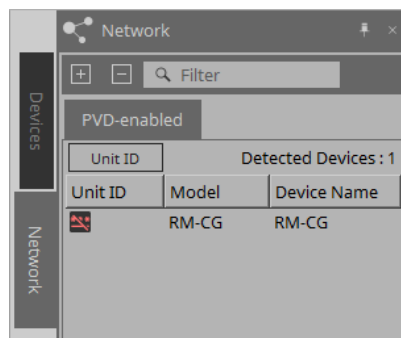 Network
Filter
Devices
PVD-enabled
Unit ID
Detected Devices : 1
Unit ID Model Device Name
RM-CG RM-CG
Network